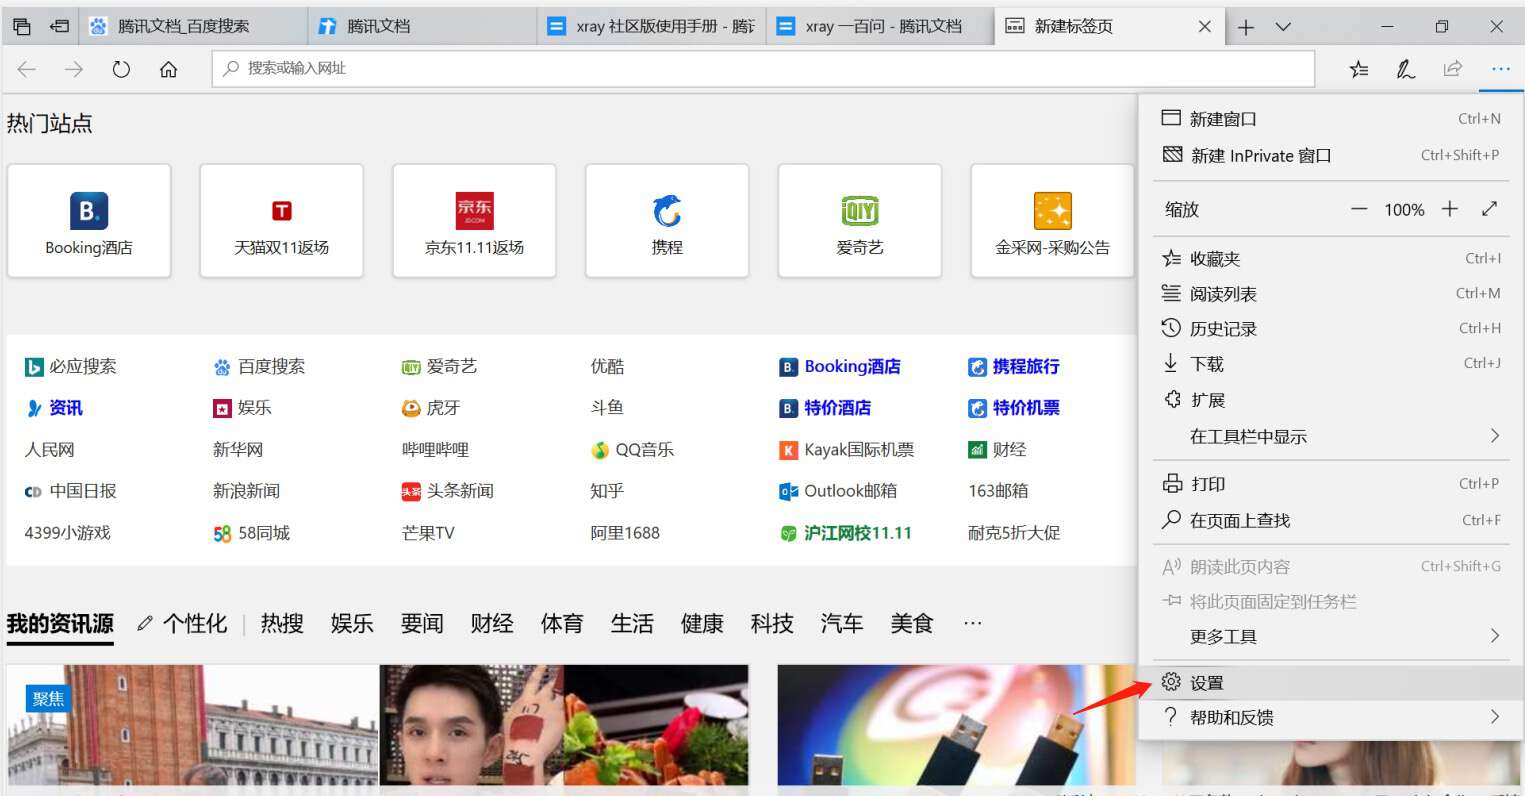 腾讯文档_百度搜索
腾讯文档
xray 社区版使用手册 - 腾讯
xray 一百问 - 腾讯文档
新建标签页
搜索或输入网址
热门站点
Booking酒店
天猫双11返场
京东
JD.COM
京东11.11返场
携程
爱奇艺
金采网-采购公告
必应搜索 百度搜索 爱奇艺 优酷 Booking酒店 携程旅行
资讯 娱乐 虎牙 斗鱼 特价酒店 特价机票
人民网 新华网 哔哩哔哩 QQ音乐 Kayak国际机票 财经
中国日报 新浪新闻 头条新闻 知乎 Outlook邮箱 163邮箱
4399小游戏 58同城 芒果TV 阿里1688 沪江网校11.11 耐克5折大促
我的资讯源 个性化 | 热搜 娱乐 要闻 财经 体育 生活 健康 科技 汽车 美食 ···
聚焦
新建窗口 Ctrl+N
新建 InPrivate 窗口 Ctrl+Shift+P
缩放 — 100% +
收藏夹 Ctrl+I
阅读列表 Ctrl+M
历史记录 Ctrl+H
下载 Ctrl+J
扩展
在工具栏中显示
打印 Ctrl+P
在页面上查找 Ctrl+F
朗读此页内容 Ctrl+Shift+G
将此页面固定到任务栏
更多工具
设置
帮助和反馈